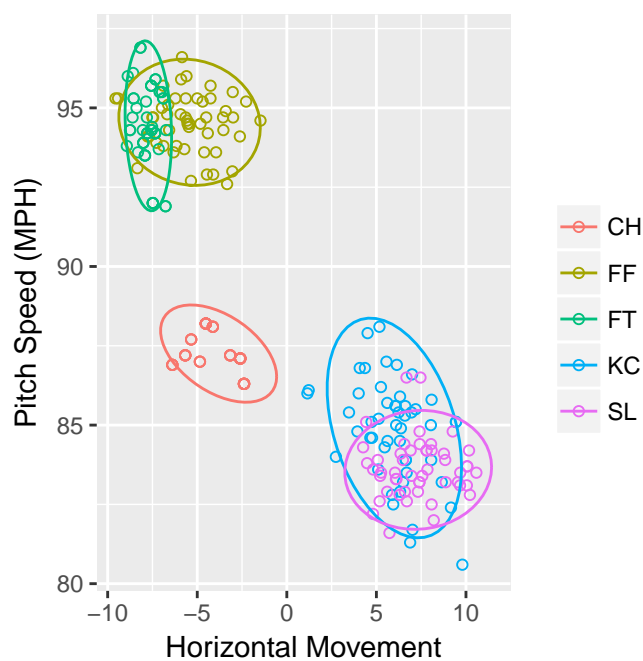 95
90
85
80
Pitch Speed (MPH)
−10 −5 0 5 10
Horizontal Movement
CH
FF
FT
KC
SL